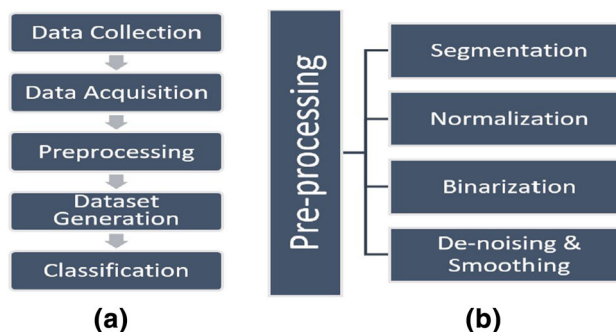 Data Collection
Data Acquisition
Preprocessing
Dataset
Generation
Classification
(a)
Pre-processing
Segmentation
Normalization
Binarization
De-noising &
Smoothing
(b)